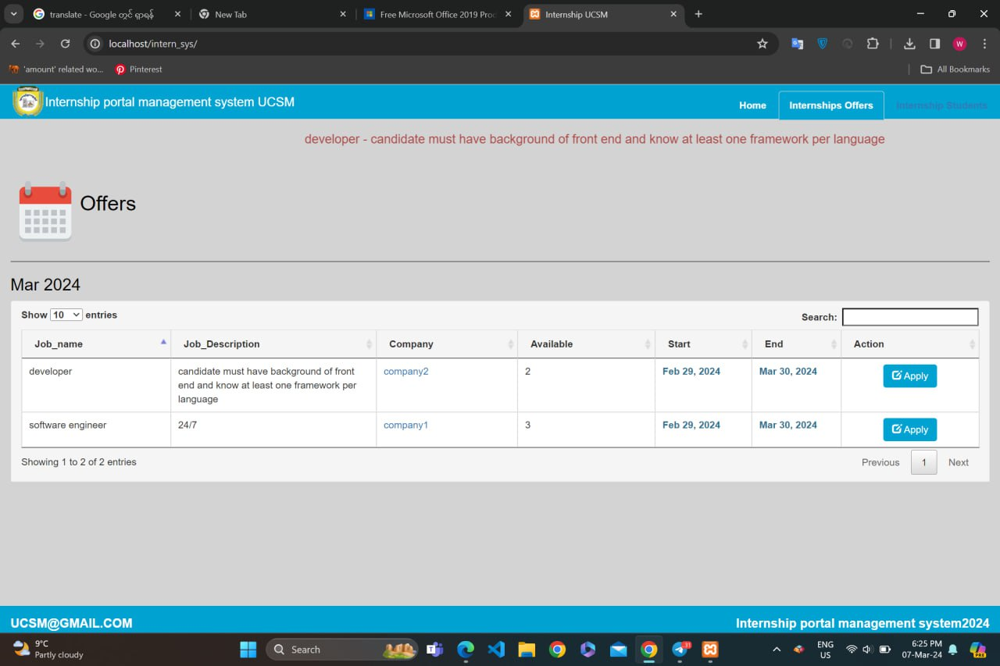 translate - Google တွင် ရှာရန်
New Tab
Free Microsoft Office 2019 Proc
Internship UCSM
localhost/intern_sys/
W
'amount' related wo...
Pinterest
All Bookmarks
Internship portal management system UCSM
Home
Internships Offers
Internship Students
developer - candidate must have background of front end and know at least one framework per language
Offers
Mar 2024
Show 10 entries
Search:
Job_name Job_Description Company Available Start End Action
developer candidate must have background of front company2 2 Feb 29, 2024 Mar 30, 2024 Apply
end and know at least one framework per
language
software engineer 24/7 company1 3 Feb 29, 2024 Mar 30, 2024 Apply
Showing 1 to 2 of 2 entries
Previous 1 Next
UCSM@GMAIL.COM
Internship portal management system2024
9°C
Partly cloudy
Search
31
ENG
US
6:25 PM
07-Mar-24
PRE